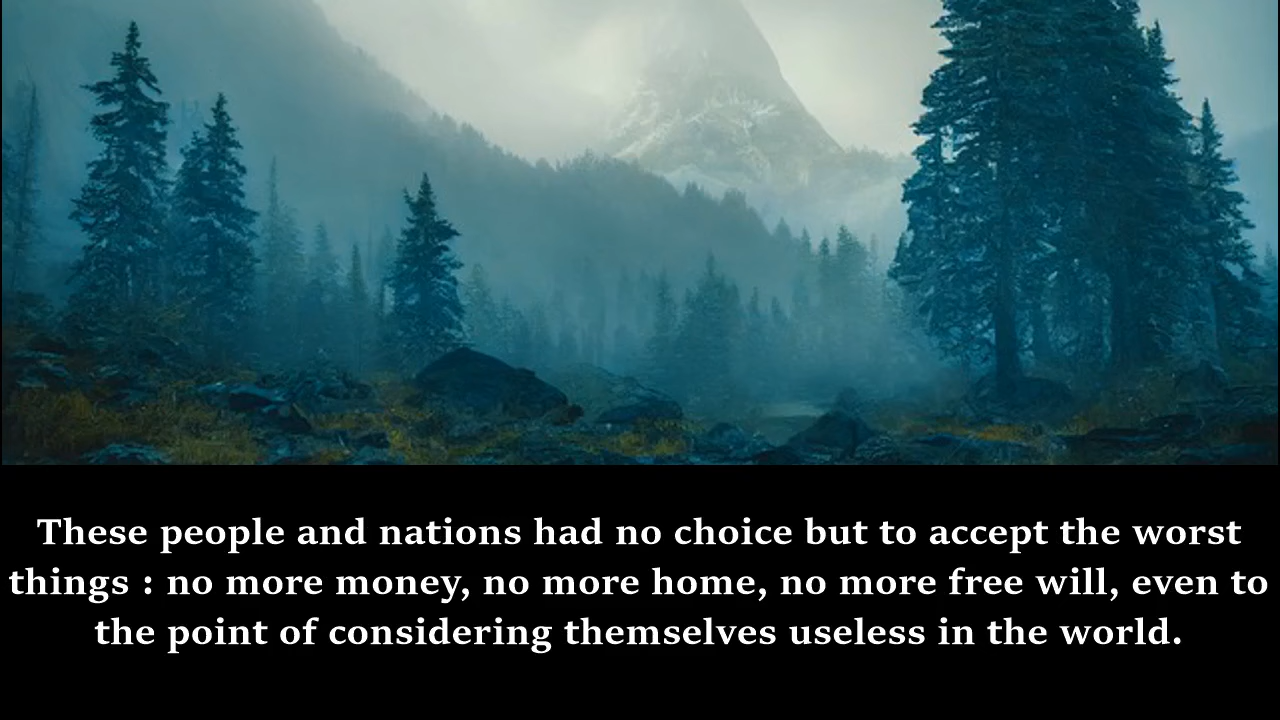 These people and nations had no choice but to accept the worst
things : no more money, no more home, no more free will, even to
the point of considering themselves useless in the world.